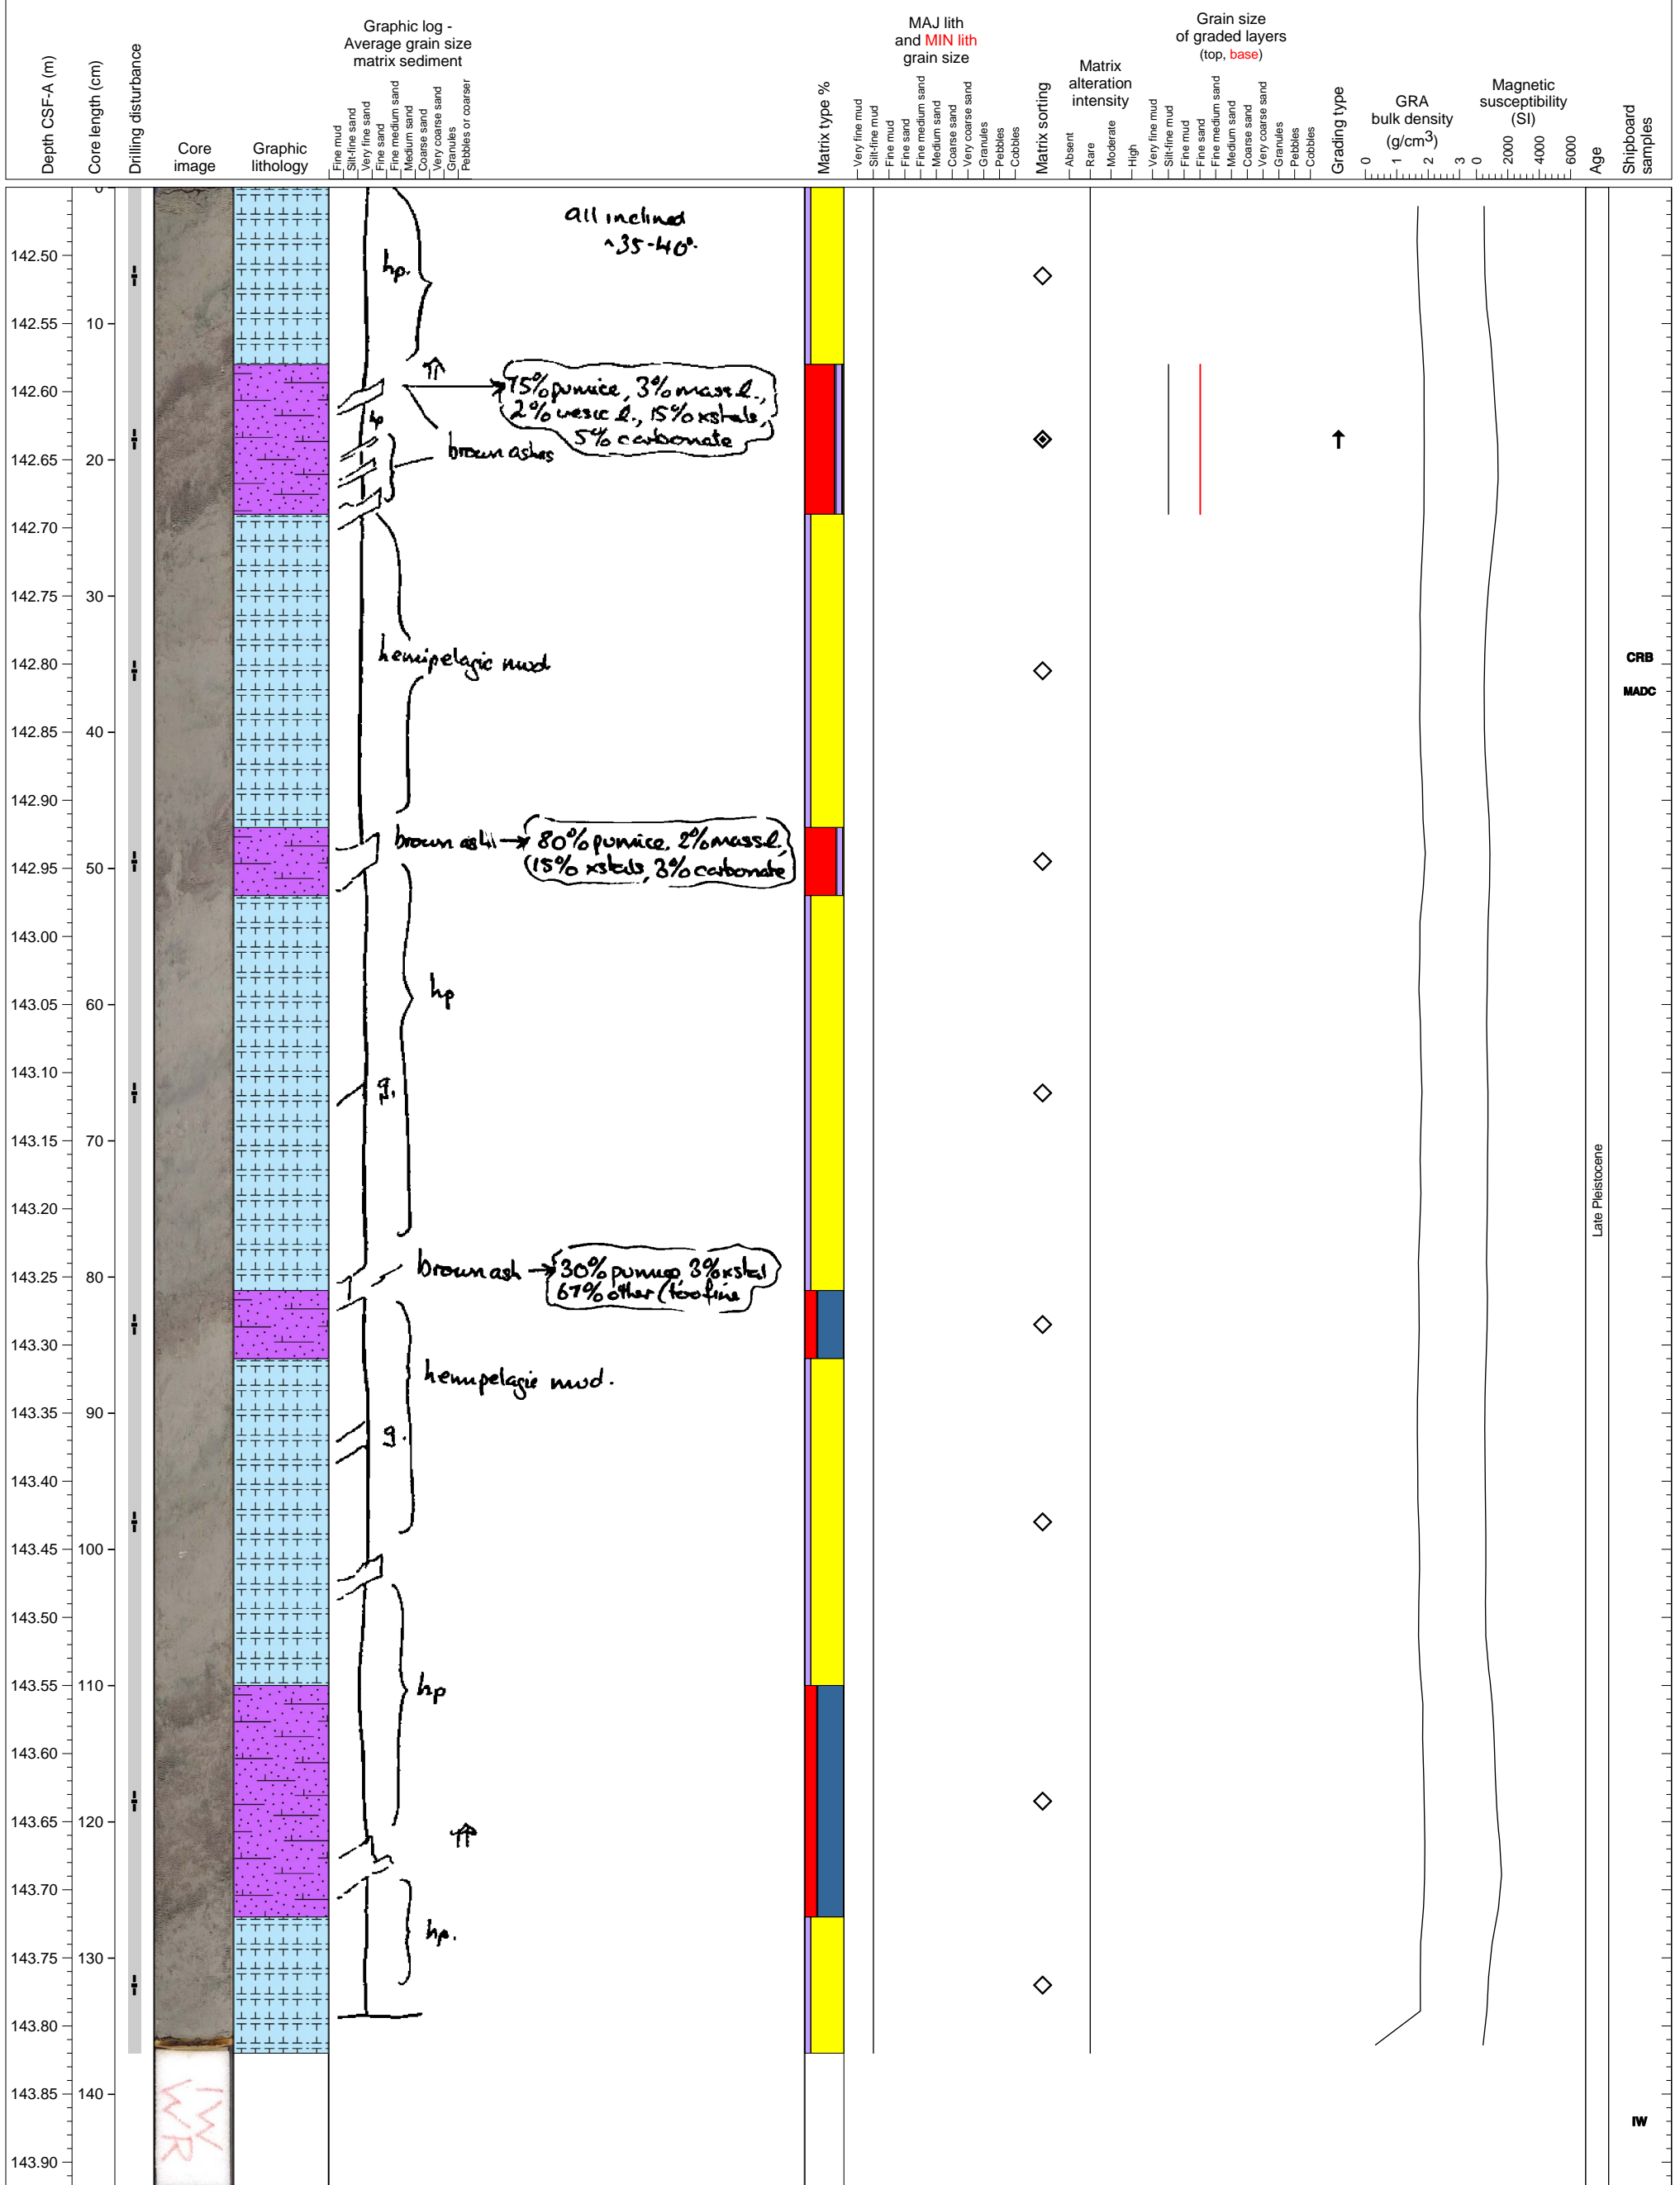 Depth CSF-A (m)
Core length (cm)
Drilling disturbance
Core
image
Graphic
lithology
Graphic log -
Average grain size
matrix sediment
Fine mud
Silt-fine sand
Very fine sand
Fine sand
Fine medium sand
Medium sand
Coarse sand
Very coarse sand
Granules
Pebbles or coarser
Matrix type %
MAJ lith
and MIN lith
grain size
Very fine mud
Silt-fine mud
Fine mud
Fine sand
Fine medium sand
Medium sand
Coarse sand
Very coarse sand
Granules
Pebbles
Cobbles
Matrix sorting
Matrix
alteration
intensity
Absent
Rare
Moderate
High
Grain size
of graded layers
(top, base)
Very fine mud
Silt-fine mud
Fine mud
Fine sand
Fine medium sand
Medium sand
Coarse sand
Very coarse sand
Granules
Pebbles
Cobbles
Grading type
GRA
bulk density
(g/cm3)
0 1 2 3
Magnetic
susceptibility
(SI)
0 2000 4000 6000
Age
Shipboard
samples
0
all inclined
~35-40°.
142.50
hp.
142.55
10
142.60
75% pumice, 3% mass l.,
2% vesic l., 15% xstals,
5% carbonate
hp
142.65
20
brown ashes
142.70
142.75
30
142.80
hemipelagic mud
CRB
MADC
142.85
40
142.90
brown ash
80% pumice, 2% mass l.
15% xstals, 3% carbonate
142.95
50
143.00
hp
143.05
60
143.10
g.
143.15
70
Late Pleistocene
143.20
143.25
80
brown ash
30% pumice, 3% xstal
67% other (too fine
143.30
hemipelagic mud.
143.35
90
g.
143.40
143.45
100
143.50
143.55
110
hp
143.60
143.65
120
143.70
hp.
143.75
130
143.80
143.85
140
IW
WR
IW
143.90